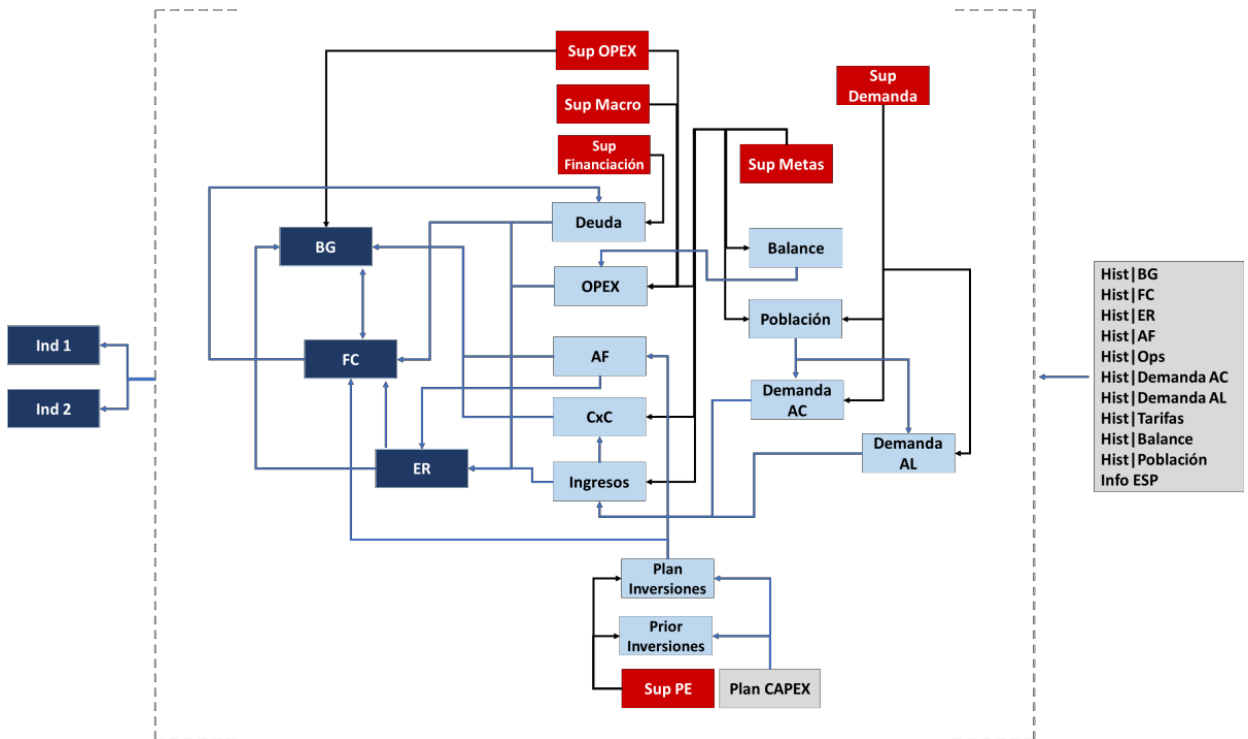 Sup OPEX
Sup Macro
Sup
Financiación
Sup
Demanda
Sup Metas
Deuda
BG
Balance
OPEX
Población
FC
AF
Demanda
AC
CxC
Demanda
AL
ER
Ingresos
Plan
Inversiones
Prior
Inversiones
Sup PE
Plan CAPEX
Ind 1
Ind 2
Hist|BG
Hist|FC
Hist|ER
Hist|AF
Hist|Ops
Hist|Demanda AC
Hist|Demanda AL
Hist|Tarifas
Hist|Balance
Hist|Población
Info ESP